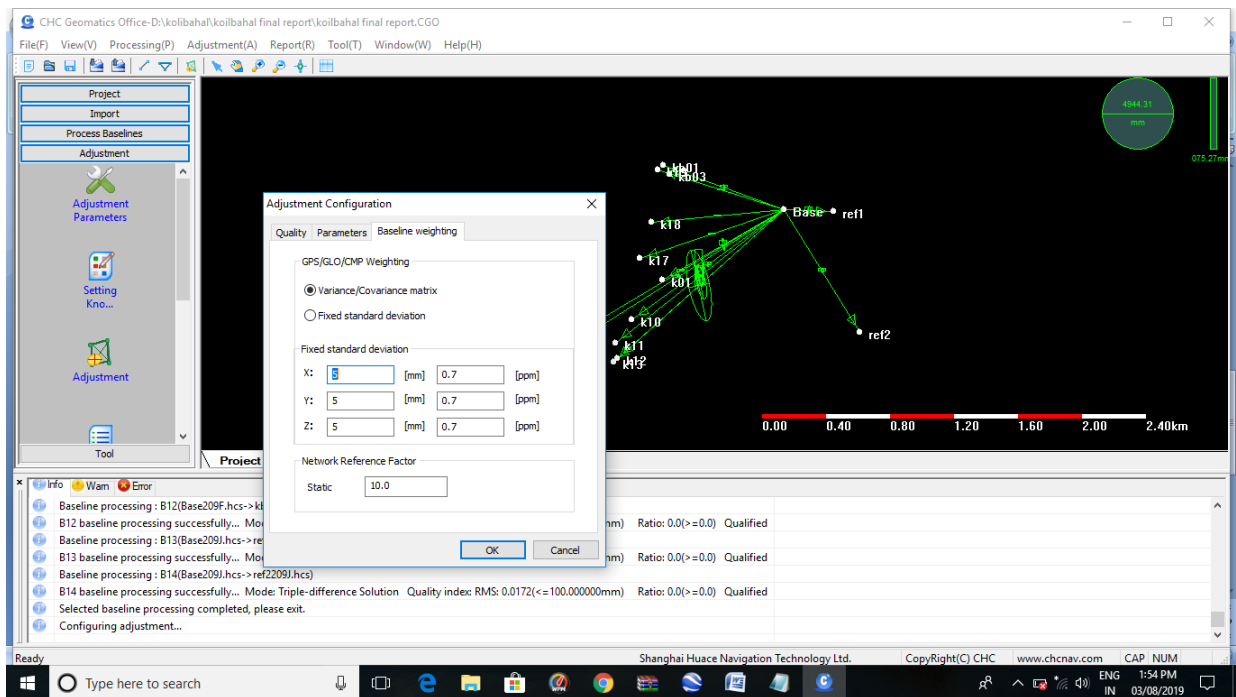 CHC Geomatics Office-D:\kolibahal\koilbahal final report\koilbahal final report.CGO
File(F) View(V) Processing(P) Adjustment(A) Report(R) Tool(T) Window(W) Help(H)
Project
Import
Process Baselines
Adjustment
Adjustment
Parameters
Setting
Kno...
Adjustment
Tool
4944.31
mm
075.27mm
kb01
kb03
Base
ref1
k18
k17
k01
k10
k11
k12
k13
ref2
0.00 0.40 0.80 1.20 1.60 2.00 2.40km
Project
Adjustment Configuration
Quality Parameters Baseline weighting
GPS/GLO/CMP Weighting
Variance/Covariance matrix
Fixed standard deviation
Fixed standard deviation
X: 5 [mm] 0.7 [ppm]
Y: 5 [mm] 0.7 [ppm]
Z: 5 [mm] 0.7 [ppm]
Network Reference Factor
Static 10.0
OK Cancel
Info Warn Error
Baseline processing : B12(Base209F.hcs->kb
B12 baseline processing successfully... Mo nm) Ratio: 0.0(>=0.0) Qualified
Baseline processing : B13(Base209J.hcs->re
B13 baseline processing successfully... Mo nm) Ratio: 0.0(>=0.0) Qualified
Baseline processing : B14(Base209J.hcs->ref2209J.hcs)
B14 baseline processing successfully... Mode: Triple-difference Solution Quality index: RMS: 0.0172(<=100.000000mm) Ratio: 0.0(>=0.0) Qualified
Selected baseline processing completed, please exit.
Configuring adjustment...
Ready
Shanghai Huace Navigation Technology Ltd. CopyRight(C) CHC www.chcnav.com CAP NUM
Type here to search
ENG
IN
1:54 PM
03/08/2019